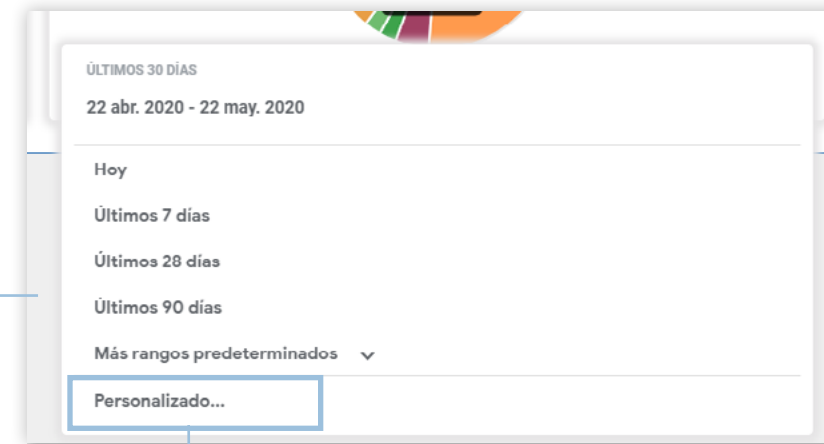 ÚLTIMOS 30 DÍAS
22 abr. 2020 - 22 may. 2020
Hoy
Últimos 7 días
Últimos 28 días
Últimos 90 días
Más rangos predeterminados
Personalizado...